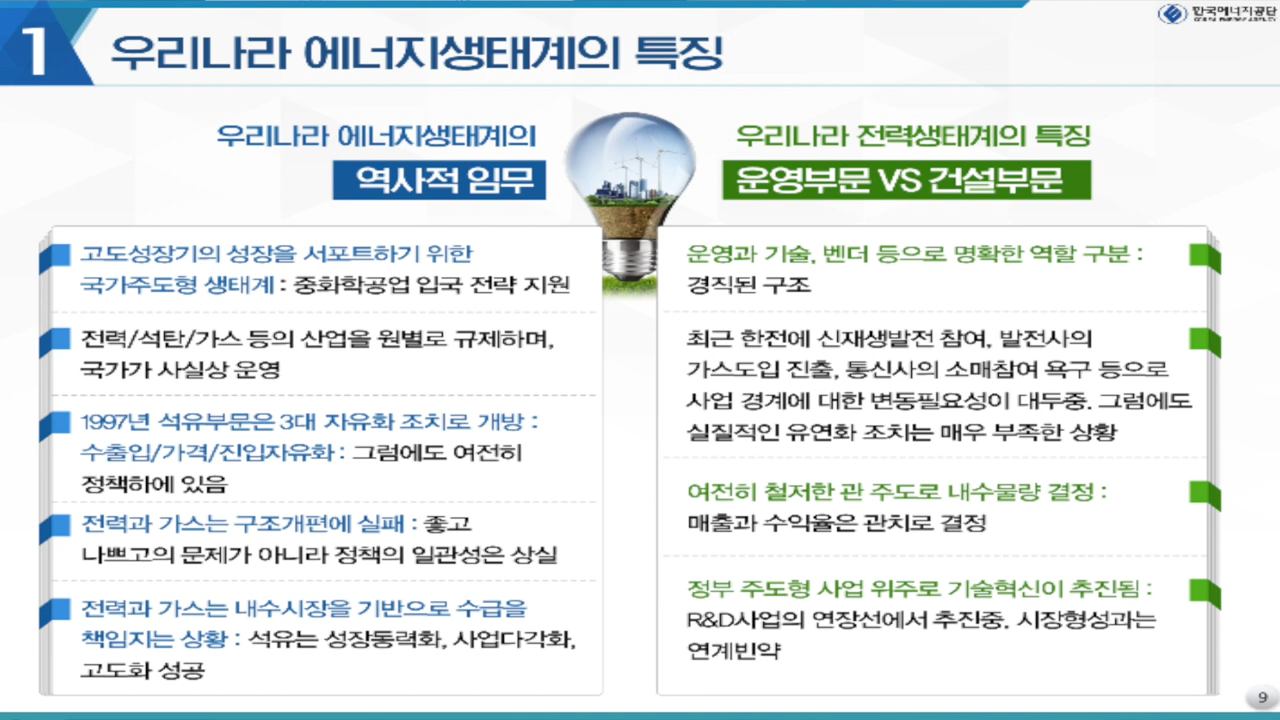 1
우리나라 에너지생태계의 특징
한국에너지공단
우리나라 에너지생태계의
역사적 임무
고도성장기의 성장을 서포트하기 위한
국가주도형 생태계 : 중화학공업 입국 전략 지원
전력/석탄/가스 등의 산업을 원별로 규제하며,
국가가 사실상 운영
1997년 석유부문은 3대 자유화 조치로 개방 :
수출입/가격/진입자유화 : 그럼에도 여전히
정책하에 있음
전력과 가스는 구조개편에 실패 : 좋고
나쁘고의 문제가 아니라 정책의 일관성은 상실
전력과 가스는 내수시장을 기반으로 수급을
책임지는 상황 : 석유는 성장동력화, 사업다각화,
고도화 성공
우리나라 전력생태계의 특징
운영부문 VS 건설부문
운영과 기술, 벤더 등으로 명확한 역할 구분 :
경직된 구조
최근 한전에 신재생발전 참여, 발전사의
가스도입 진출, 통신사의 소매참여 욕구 등으로
사업 경계에 대한 변동필요성이 대두중. 그럼에도
실질적인 유연화 조치는 매우 부족한 상황
여전히 철저한 관 주도로 내수물량 결정 :
매출과 수익율은 관치로 결정
정부 주도형 사업 위주로 기술혁신이 추진됨 :
R&D사업의 연장선에서 추진중. 시장형성과는
연계빈약
9